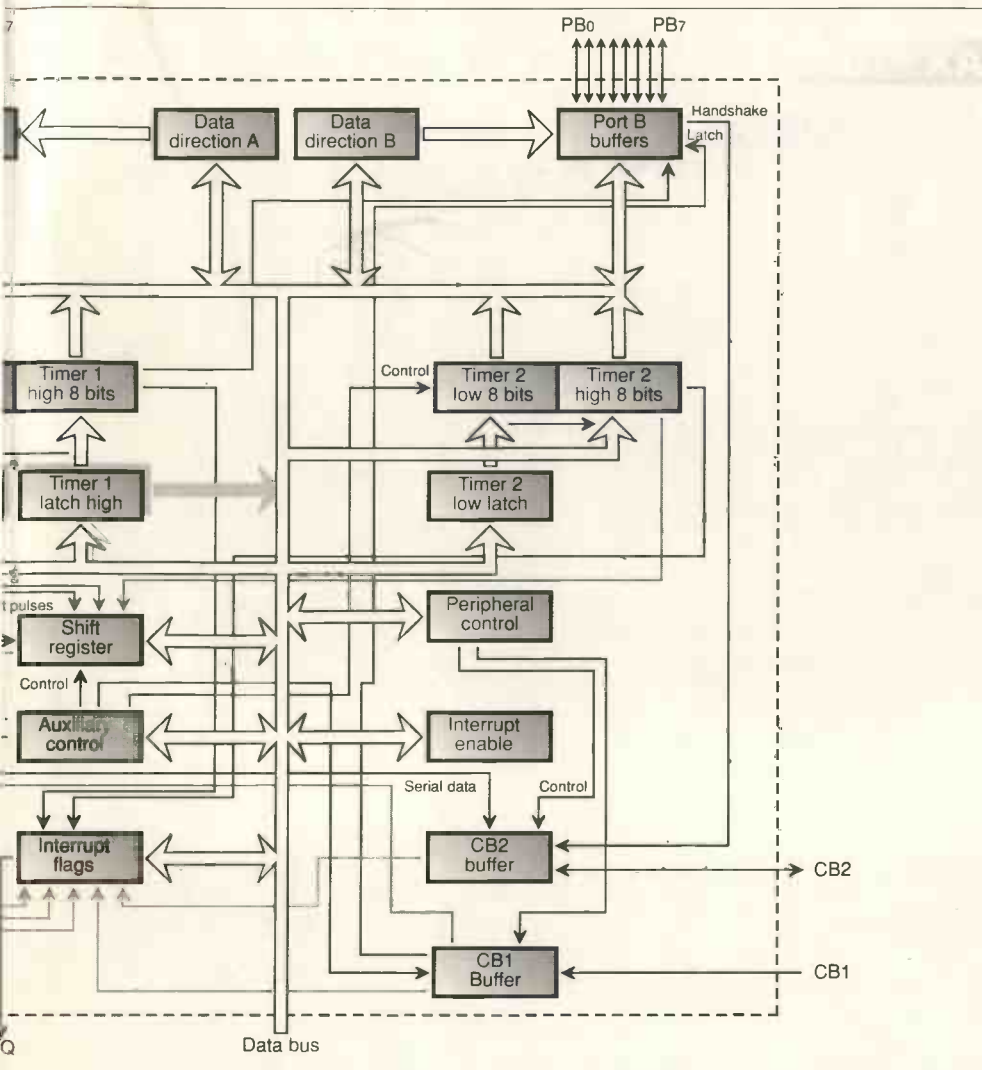 7
PB0 PB7
Handshake
Latch
Data
direction A
Data
direction B
Port B
buffers
Timer 1
high 8 bits
Control
Timer 2
low 8 bits
Timer 2
high 8 bits
Timer 1
latch high
Timer 2
low latch
t pulses
Shift
register
Peripheral
control
Control
Auxiliary
control
Interrupt
enable
Serial data
Control
Interrupt
flags
CB2
buffer
CB2
CB1
Buffer
CB1
Q
Data bus